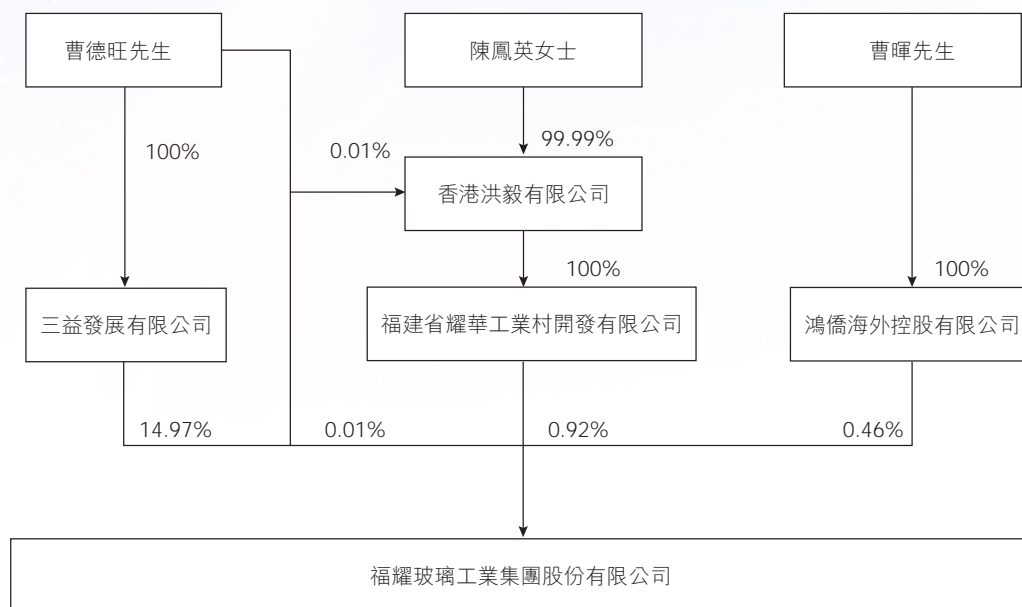 曹德旺先生
陳鳳英女士
曹暉先生
100%
0.01%
99.99%
香港洪毅有限公司
100%
100%
三益發展有限公司
福建省耀華工業村開發有限公司
鴻僑海外控股有限公司
14.97%
0.01%
0.92%
0.46%
福耀玻璃工業集團股份有限公司